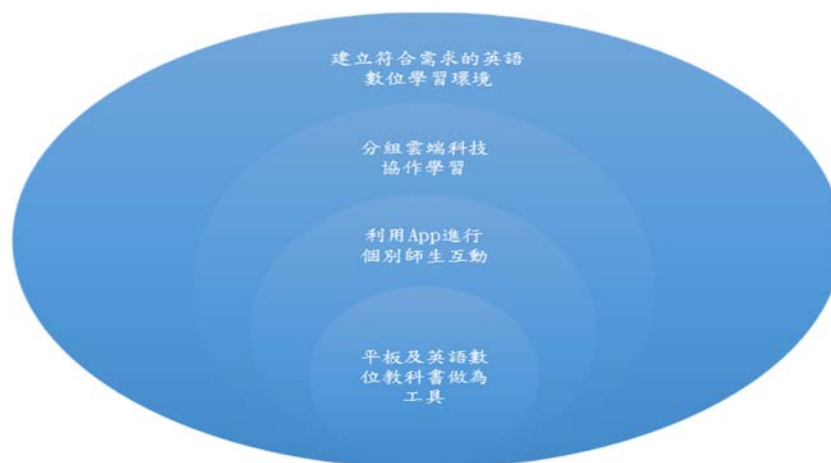 建立符合需求的英語
數位學習環境
分組雲端科技
協作學習
利用App進行
個別師生互動
平板及英語數
位教科書做為
工具